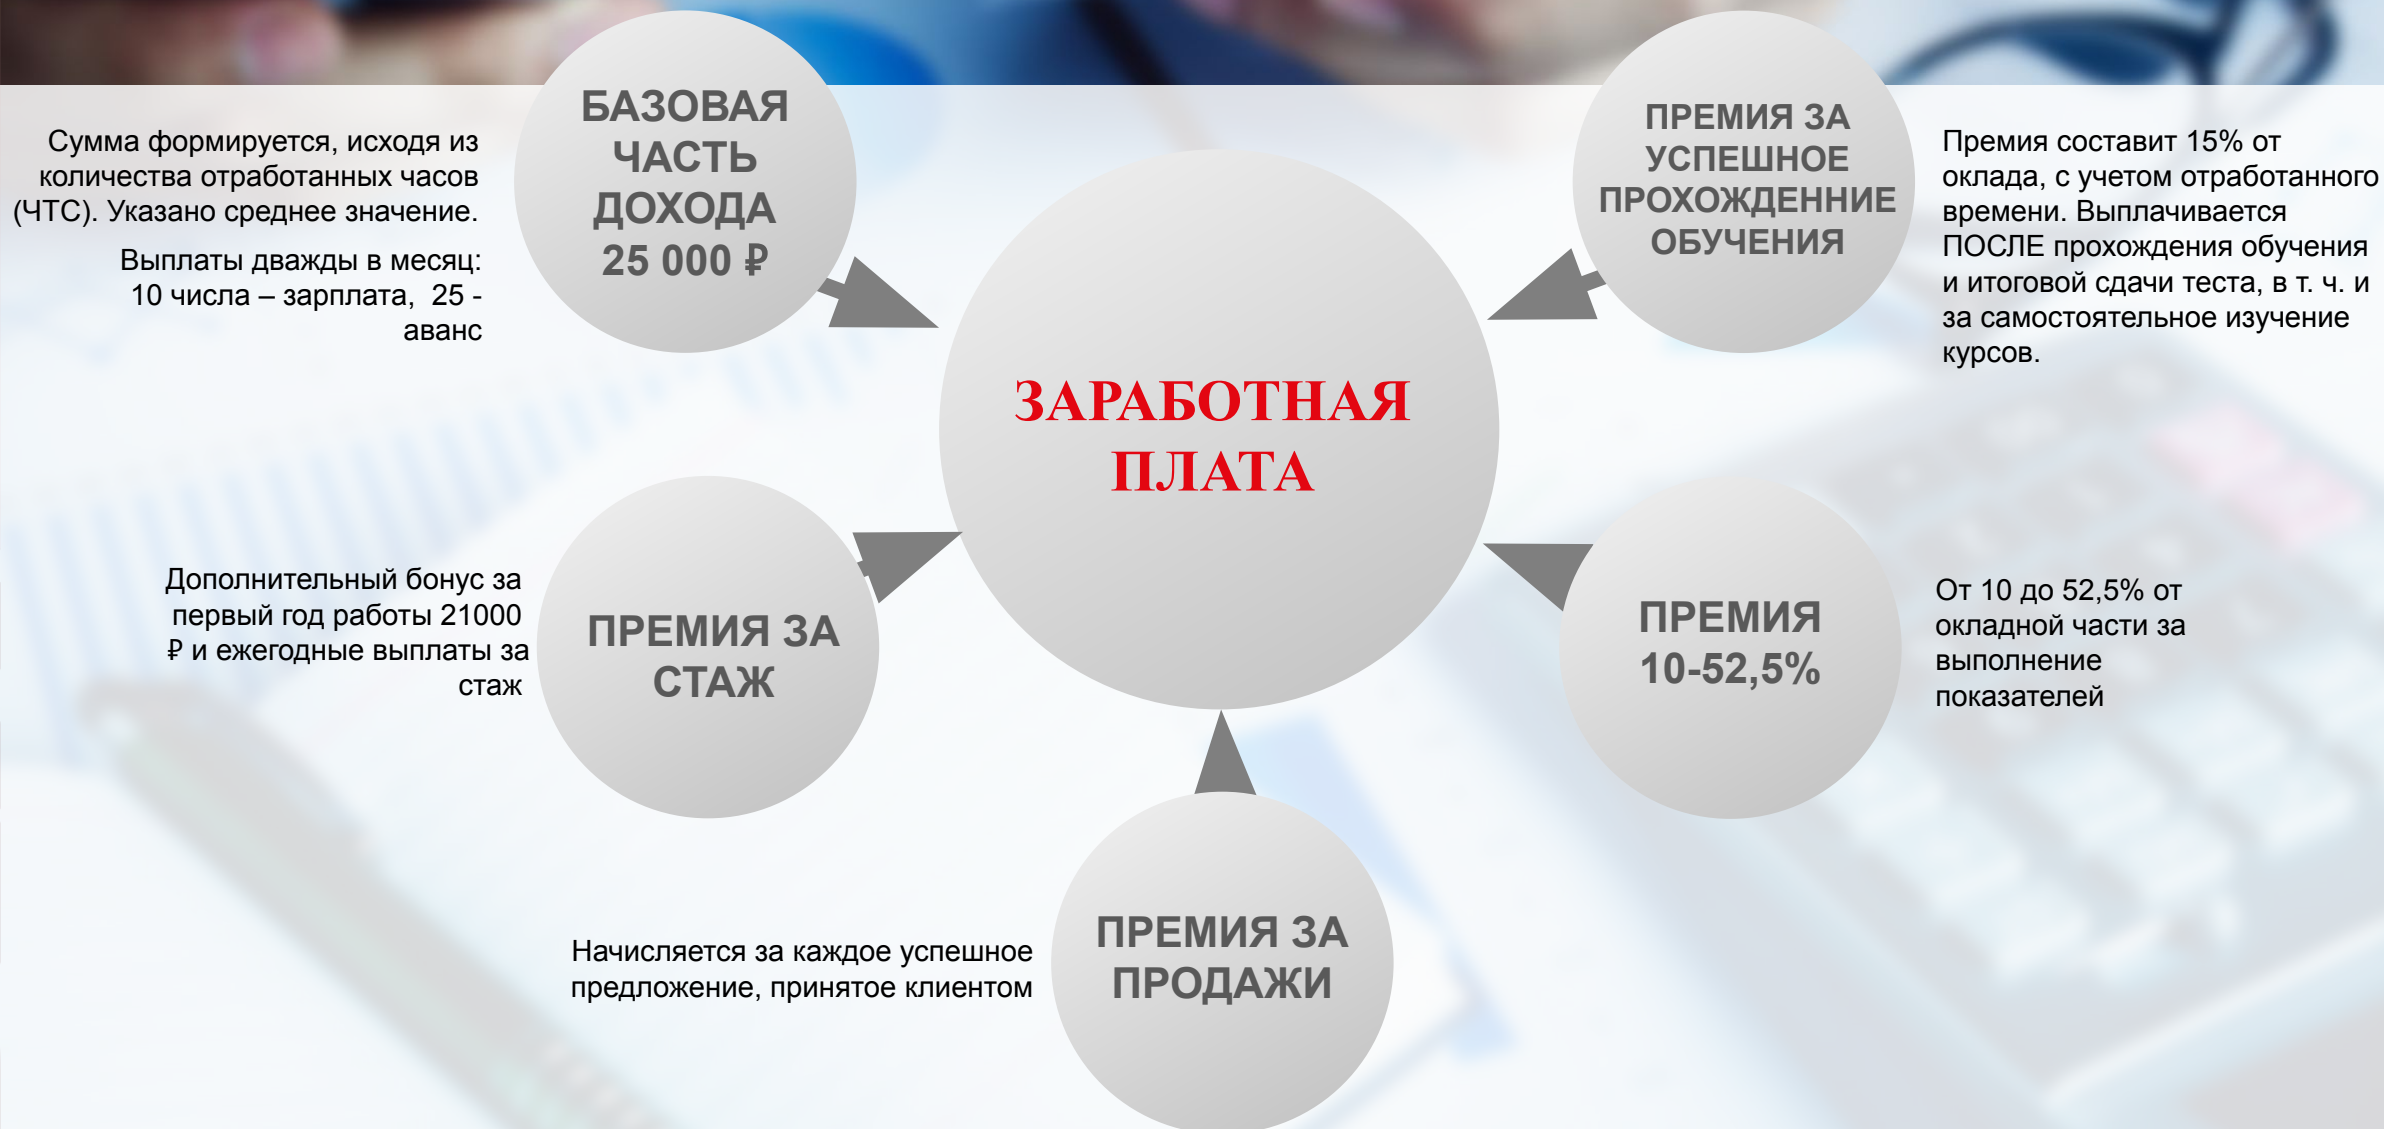 Сумма формируется, исходя из
количества отработанных часов
(ЧТС). Указано среднее значение.
Выплаты дважды в месяц:
10 числа – зарплата, 25 -
аванс
БАЗОВАЯ
ЧАСТЬ
ДОХОДА
25 000 ₽
ПРЕМИЯ ЗА
УСПЕШНОЕ
ПРОХОЖДЕННИЕ
ОБУЧЕНИЯ
Премия составит 15% от
оклада, с учетом отработанного
времени. Выплачивается
ПОСЛЕ прохождения обучения
и итоговой сдачи теста, в т. ч. и
за самостоятельное изучение
курсов.
ЗАРАБОТНАЯ
ПЛАТА
Дополнительный бонус за
первый год работы 21000
₽ и ежегодные выплаты за
стаж
ПРЕМИЯ ЗА
СТАЖ
ПРЕМИЯ
10-52,5%
От 10 до 52,5% от
окладной части за
выполнение
показателей
Начисляется за каждое успешное
предложение, принятое клиентом
ПРЕМИЯ ЗА
ПРОДАЖИ